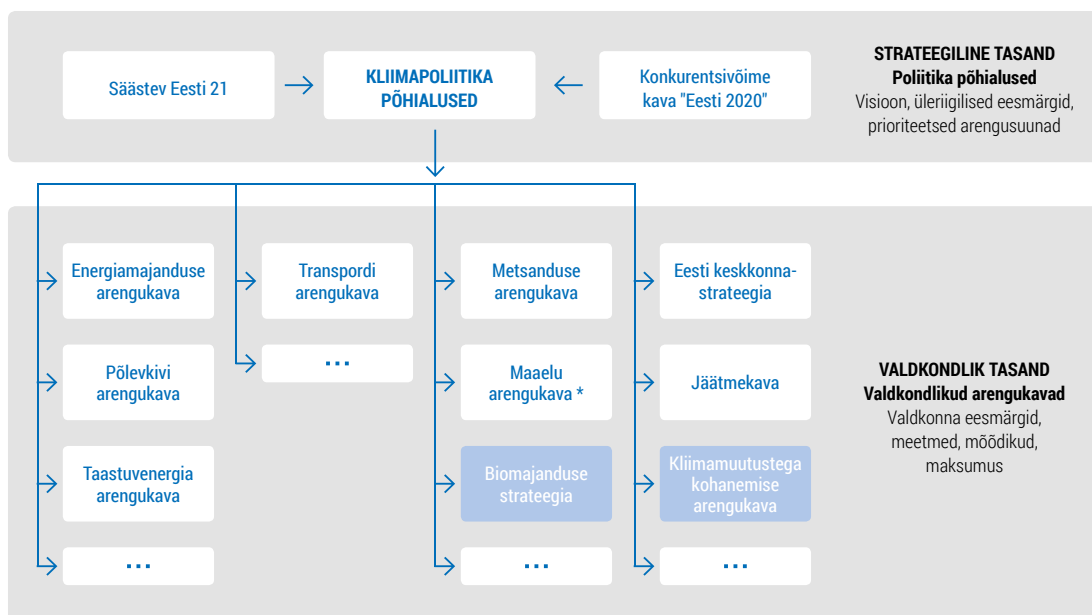 Säästev Eesti 21
KLIIMAPOLIITIKA
PÕHIALUSED
Konkurentsivõime
kava "Eesti 2020"
STRATEEGILINE TASAND
Poliitika põhialused
Visioon, üleriigilised eesmärgid,
prioriteetsed arengusuunad
Energiamajanduse
arengukava
Põlevkivi
arengukava
Taastuvenergia
arengukava
...
Transpordi
arengukava
...
Metsanduse
arengukava
Maaelu
arengukava *
Biomajanduse
strateegia
...
Eesti keskkonna-
strateegia
Jäätmekava
Kliimamuutustega
kohanemise
arengukava
...
VALDKONDLIK TASAND
Valdkondlikud arengukavad
Valdkonna eesmärgid,
meetmed, mõõdikud,
maksumus